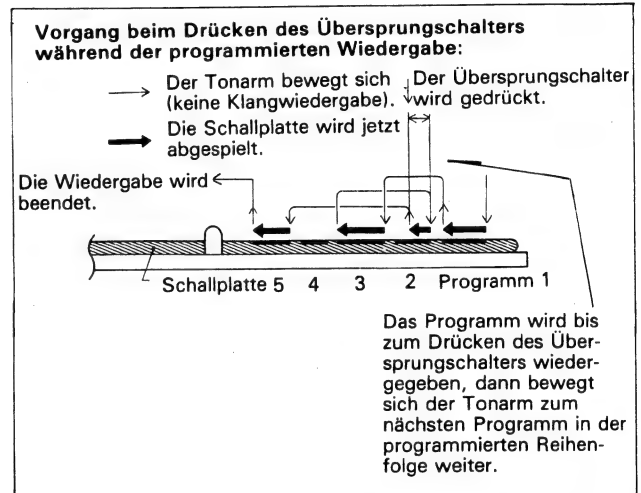 Vorgang beim Drücken des Übersprungschalters
während der programmierten Wiedergabe:
Der Tonarm bewegt sich
(keine Klangwiedergabe).
Der Übersprungschalter
wird gedrückt.
Die Schallplatte wird jetzt
abgespielt.
Die Wiedergabe wird
beendet.
Schallplatte 5 4 3 2 Programm 1
Das Programm wird bis
zum Drücken des Über-
sprungschalters wieder-
gegeben, dann bewegt
sich der Tonarm zum
nächsten Programm in der
programmierten Reihen-
folge weiter.